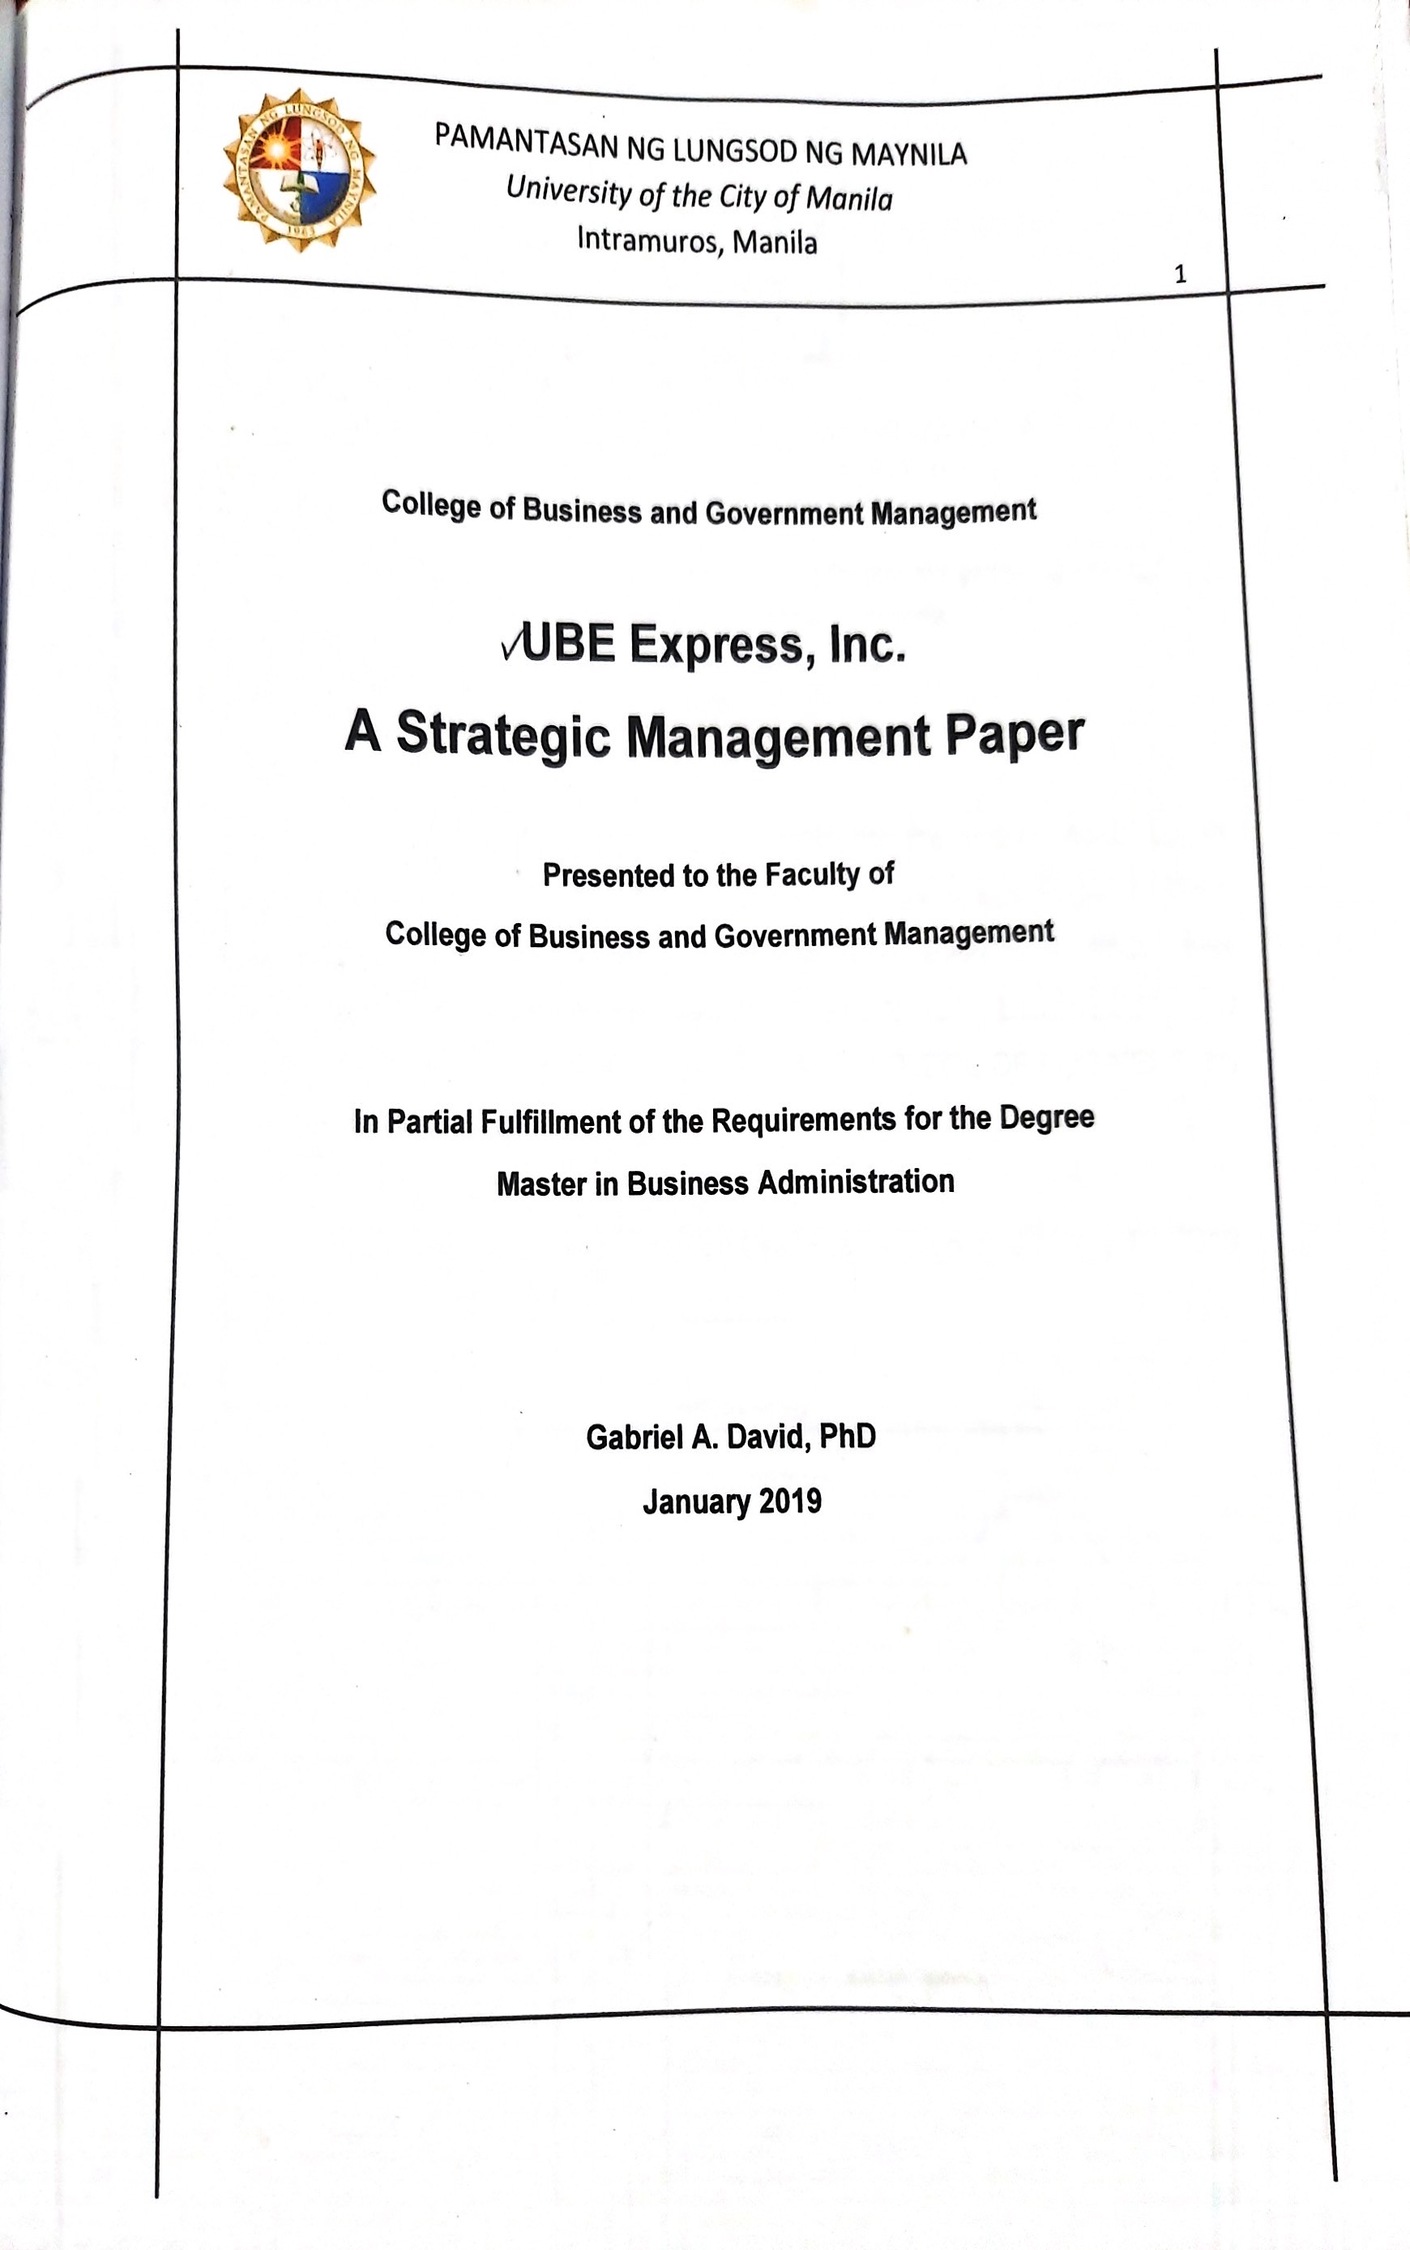 PAMANTASAN NG LUNGSOD NG MAYNILA
PAMANTASAN NG LUNGSOD NG MAYNILA
University of the City of Manila
Intramuros, Manila
1965
1
College of Business and Government Management
✓UBE Express, Inc.
A Strategic Management Paper
Presented to the Faculty of
College of Business and Government Management
In Partial Fulfillment of the Requirements for the Degree
Master in Business Administration
Gabriel A. David, PhD
January 2019